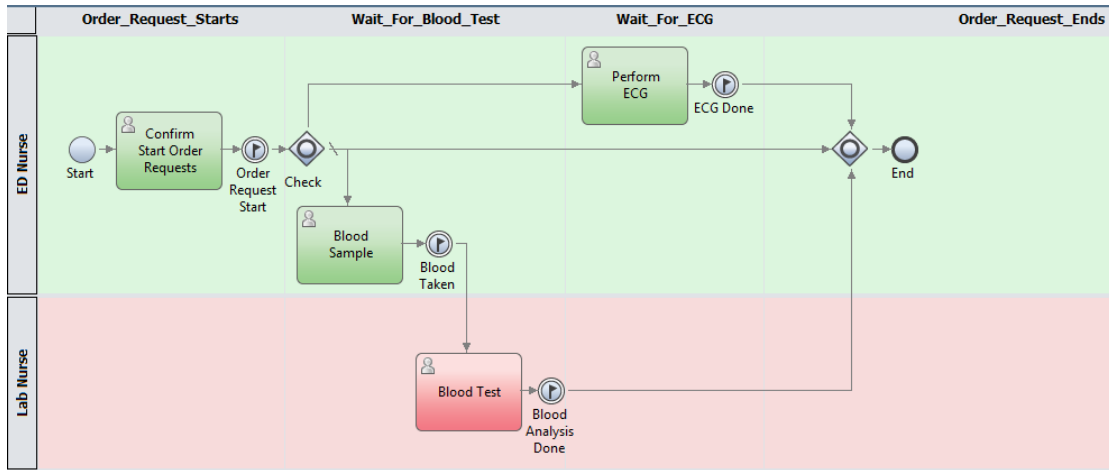 Order_Request_Starts
Wait_For_Blood_Test
Wait_For_ECG
Order_Request_Ends
ED Nurse
Start
Confirm
Start Order
Requests
Order
Request
Start
Check
Perform
ECG
ECG Done
End
Blood
Sample
Blood
Taken
Lab Nurse
Blood Test
Blood
Analysis
Done